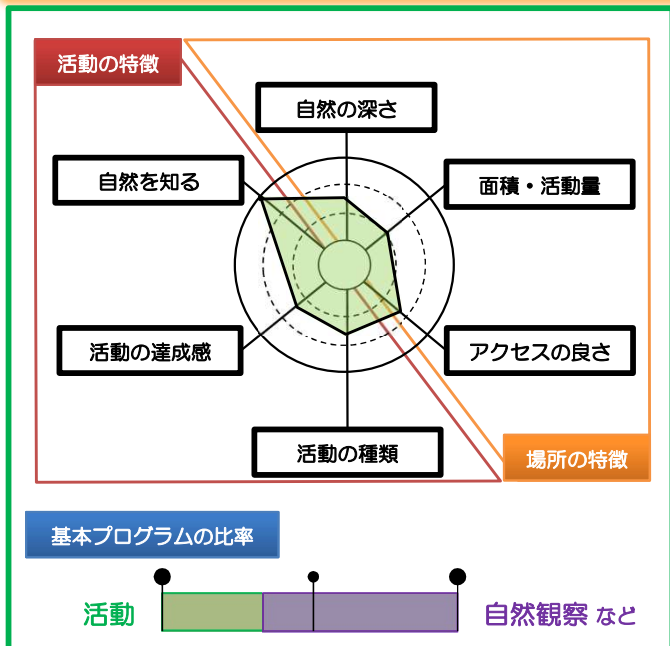 活動の特徴
自然の深さ
自然を知る
面積・活動量
活動の達成感
アクセスの良さ
活動の種類
場所の特徴
基本プログラムの比率
活動
自然観察 など